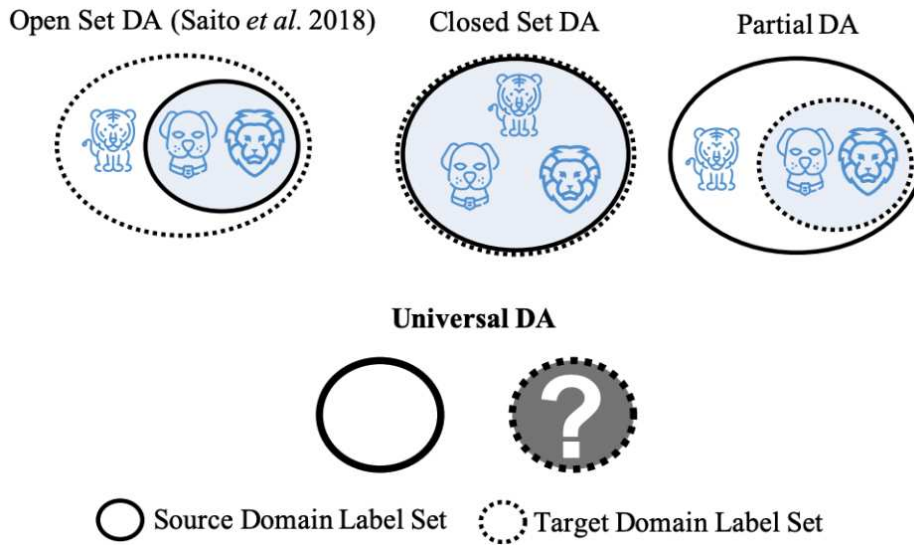 Open Set DA (Saito et al. 2018)
Closed Set DA
Partial DA
Universal DA
?
Source Domain Label Set
Target Domain Label Set